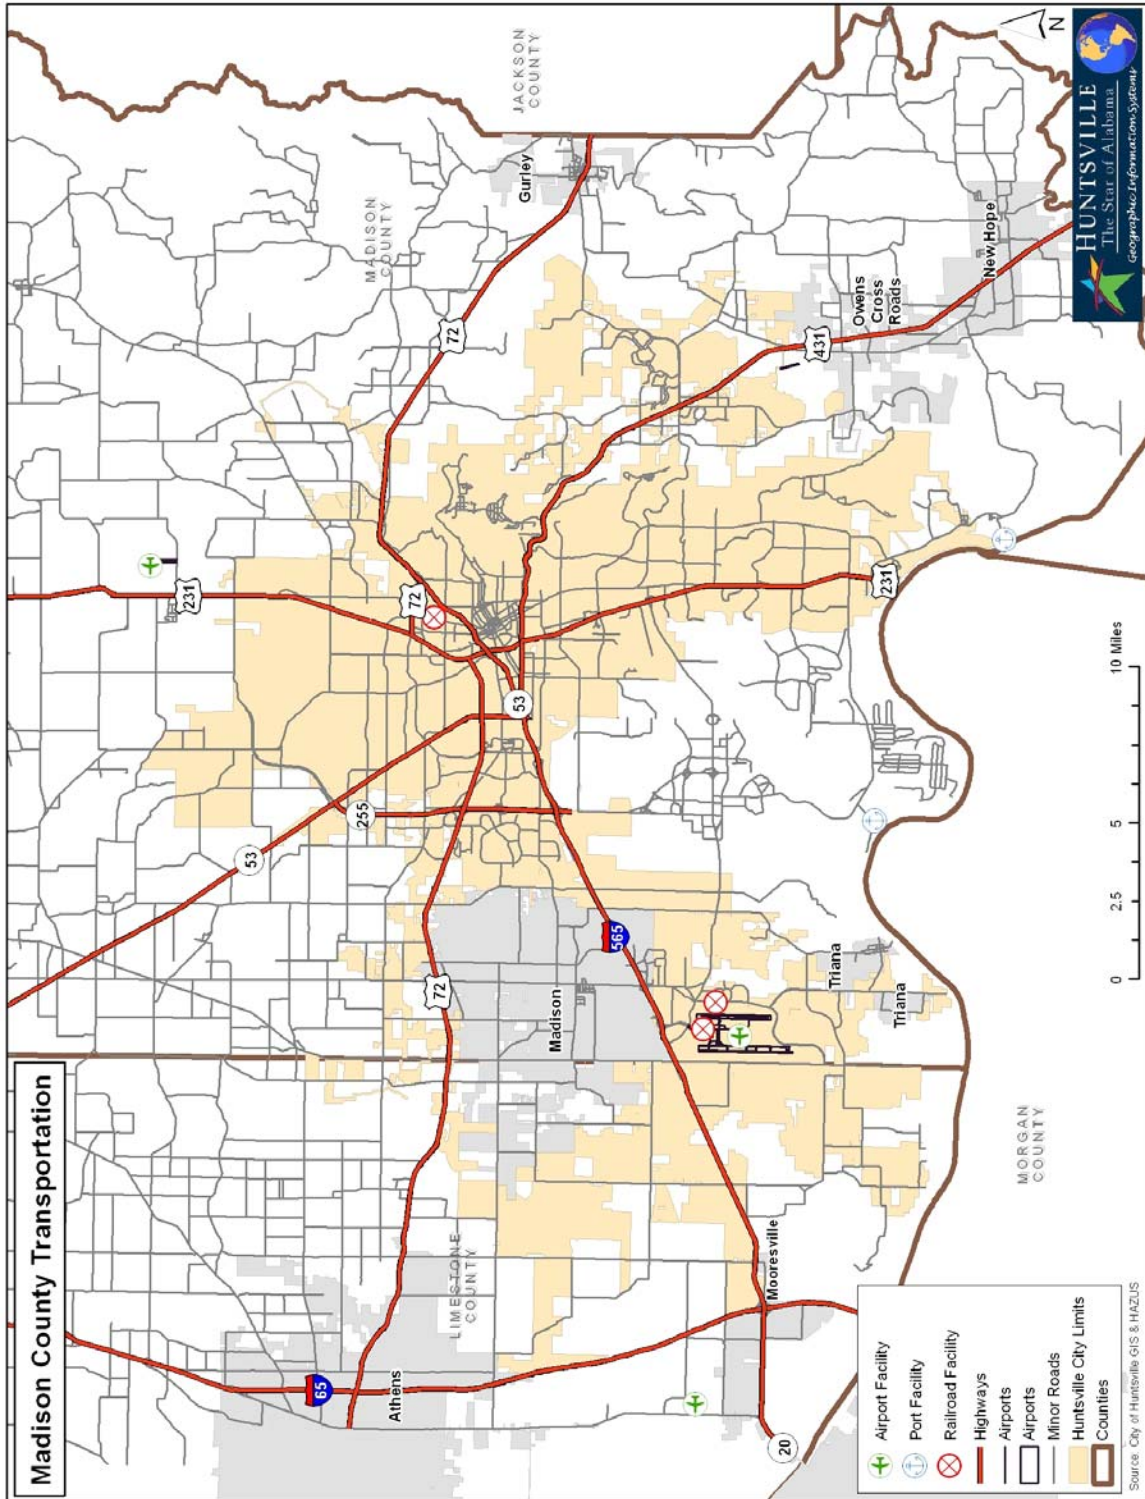 Madison County Transportation
JACKSON
COUNTY
MADISON
COUNTY
Gurley
72
231
72
53
255
53
431
Owens
Cross
Roads
New Hope
231
72
Madison
565
Triana
Triana
LIMESTONE
COUNTY
65
Athens
Mooresville
20
MORGAN
COUNTY
0 2.5 5 10 Miles
Airport Facility
Port Facility
Railroad Facility
Highways
Airports
Airports
Minor Roads
Huntsville City Limits
Counties
Source: City of Huntsville GIS & HAZUS
N
HUNTSVILLE
The Star of Alabama
Geographic Information Systems